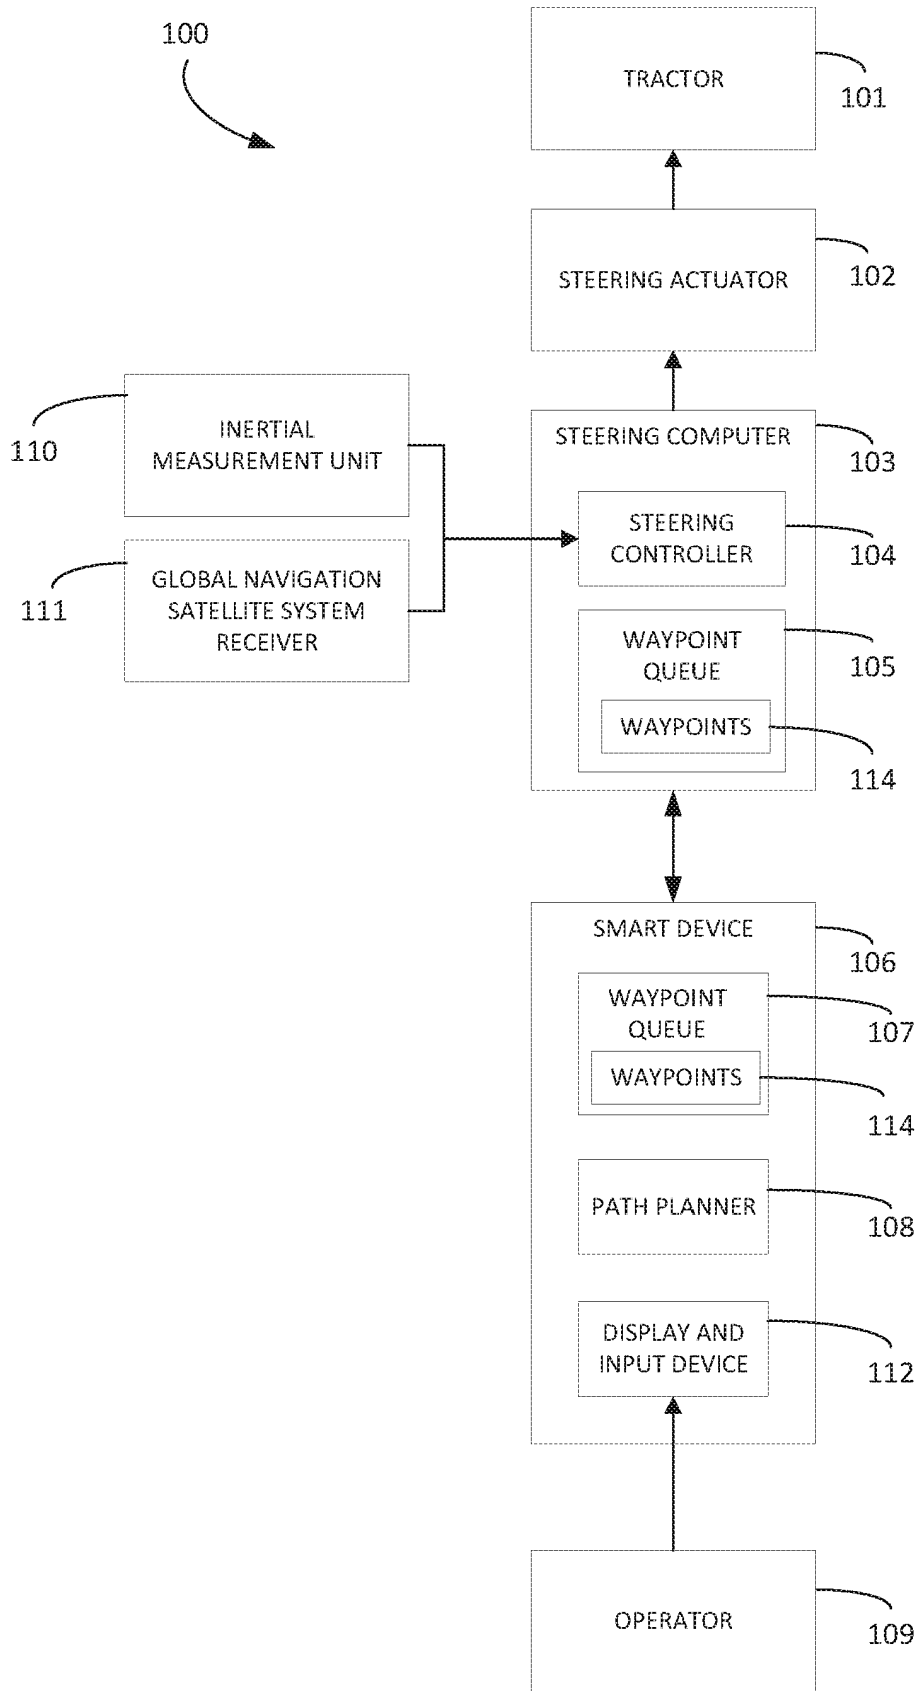 100
TRACTOR
101
STEERING ACTUATOR
102
INERTIAL
MEASUREMENT UNIT
110
STEERING COMPUTER
103
STEERING
CONTROLLER
104
GLOBAL NAVIGATION
SATELLITE SYSTEM
RECEIVER
111
WAYPOINT
QUEUE
105
WAYPOINTS
114
SMART DEVICE
106
WAYPOINT
QUEUE
107
WAYPOINTS
114
PATH PLANNER
108
DISPLAY AND
INPUT DEVICE
112
OPERATOR
109